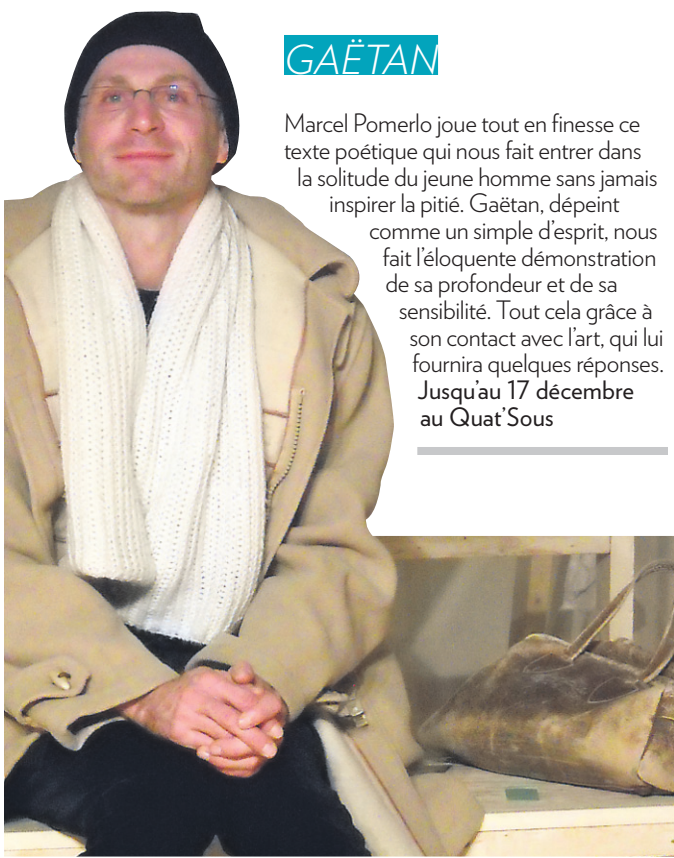 GAËTAN
Marcel Pomerlo joue tout en finesse ce
texte poétique qui nous fait entrer dans
la solitude du jeune homme sans jamais
inspirer la pitié. Gaëtan, dépeint
comme un simple d’esprit, nous
fait l’éloquente démonstration
de sa profondeur et de sa
sensibilité. Tout cela grâce à
son contact avec l’art, qui lui
fournira quelques réponses.
Jusqu’au 17 décembre
au Quat’Sous